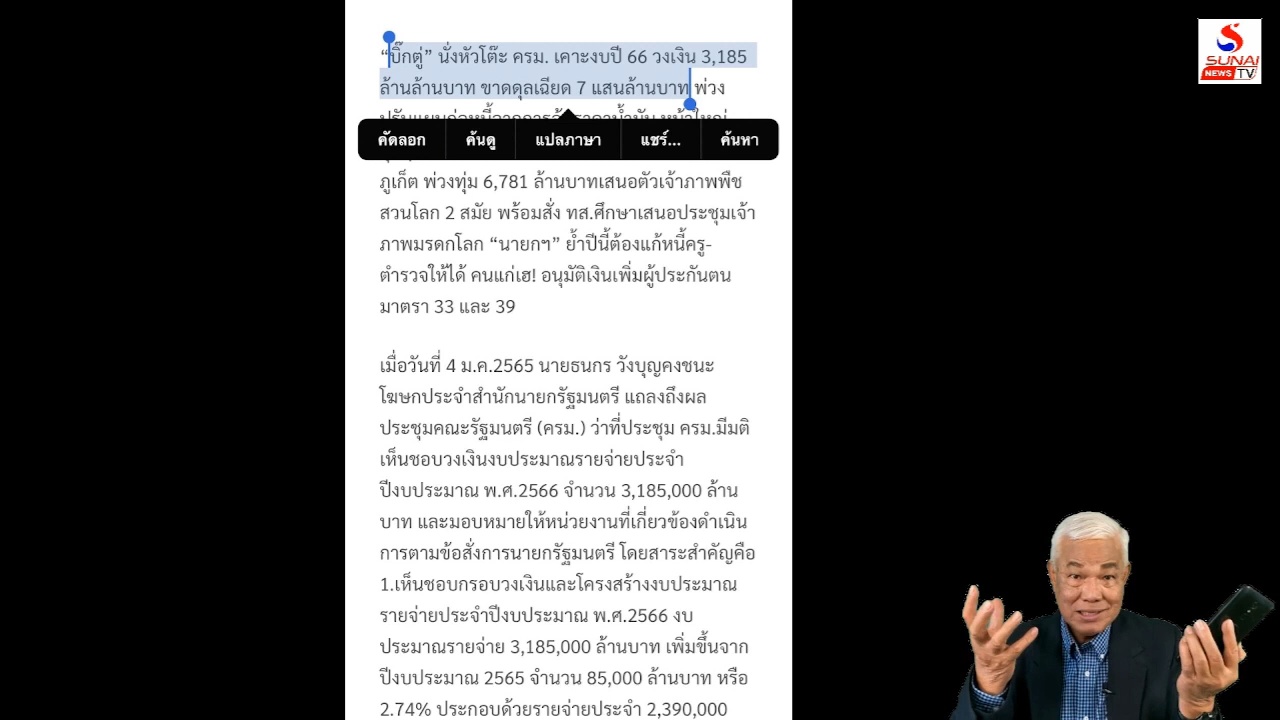 SUNAI
NEWS TV
“บิ๊กตู่” นั่งหัวโต๊ะ ครม. เคาะงบปี 66 วงเงิน 3,185
ล้านล้านบาท ขาดดุลเฉียด 7 แสนล้านบาท พ่วง
คัดลอก ค้นดู แปลภาษา แชร์... ค้นหา
ภูเก็ต พ่วงทุ่ม 6,781 ล้านบาทเสนอตัวเจ้าภาพพืช
สวนโลก 2 สมัย พร้อมสั่ง ทส.ศึกษาเสนอประชุมเจ้า
ภาพมรดกโลก “นายกฯ” ย้ำปีนี้ต้องแก้หนี้ครู-
ตำรวจให้ได้ คนแก่เฮ! อนุมัติเงินเพิ่มผู้ประกันตน
มาตรา 33 และ 39
เมื่อวันที่ 4 ม.ค.2565 นายธนกร วังบุญคงชนะ
โฆษกประจำสำนักนายกรัฐมนตรี แถลงถึงผล
ประชุมคณะรัฐมนตรี (ครม.) ว่าที่ประชุม ครม.มีมติ
เห็นชอบวงเงินงบประมาณรายจ่ายประจำ
ปีงบประมาณ พ.ศ.2566 จำนวน 3,185,000 ล้าน
บาท และมอบหมายให้หน่วยงานที่เกี่ยวข้องดำเนิน
การตามข้อสั่งการนายกรัฐมนตรี โดยสาระสำคัญคือ
1.เห็นชอบกรอบวงเงินและโครงสร้างงบประมาณ
รายจ่ายประจำปีงบประมาณ พ.ศ.2566 งบ
ประมาณรายจ่าย 3,185,000 ล้านบาท เพิ่มขึ้นจาก
ปีงบประมาณ 2565 จำนวน 85,000 ล้านบาท หรือ
2.74% ประกอบด้วยรายจ่ายประจำ 2,390,000